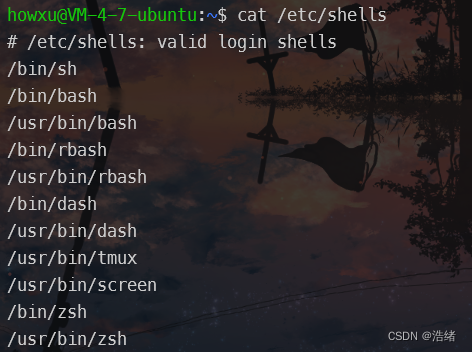 howxu@VM-4-7-ubuntu:~$ cat /etc/shells
# /etc/shells: valid login shells
/bin/sh
/bin/bash
/usr/bin/bash
/bin/rbash
/usr/bin/rbash
/bin/dash
/usr/bin/dash
/usr/bin/tmux
/usr/bin/screen
/bin/zsh
/usr/bin/zsh
CSDN @浩绪